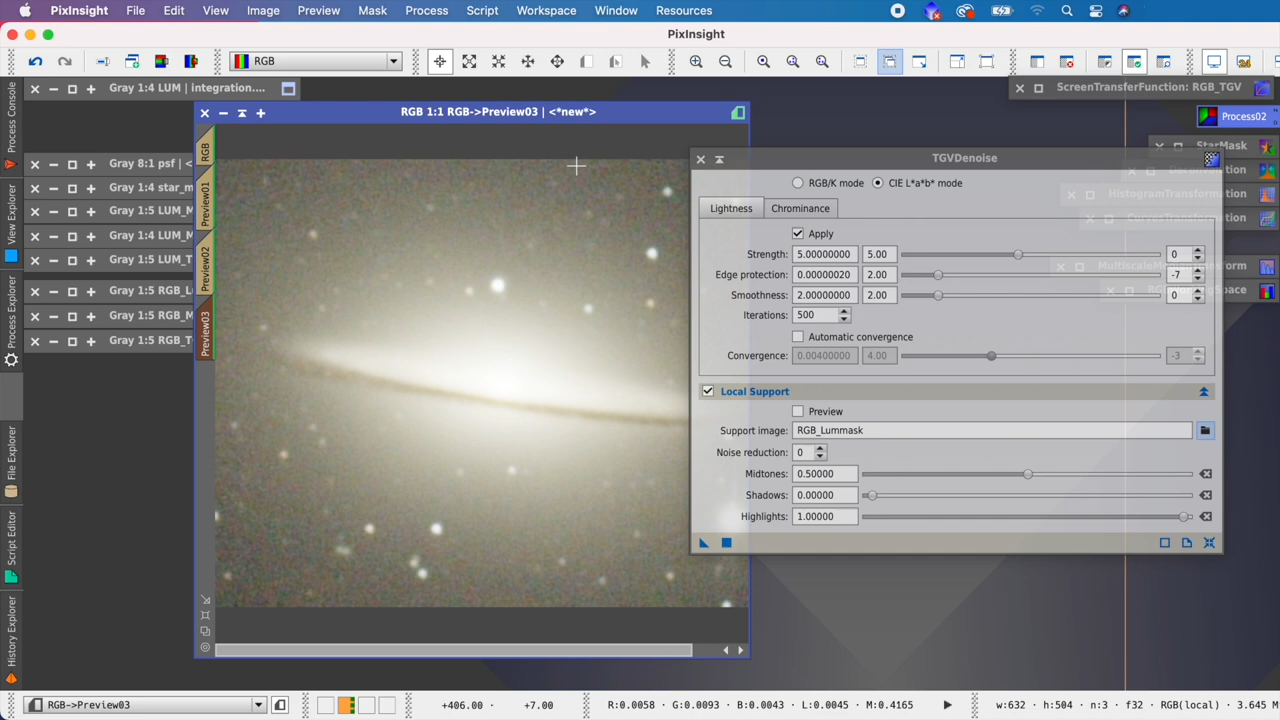 PixInsight File Edit View Image Preview Mask Process Script Workspace Window Resources
PixInsight
RGB
Gray 1:4 LUM | integration....
Gray 8:1 psf | <
Gray 1:4 star_m
Gray 1:5 LUM_M
Gray 1:4 LUM_M
Gray 1:5 LUM_T
Gray 1:5 RGB_L
Gray 1:5 RGB_M
Gray 1:5 RGB_T
Process Console
View Explorer
Process Explorer
File Explorer
Script Editor
History Explorer
RGB 1:1 RGB->Preview03 | <*new*>
RGB
Preview01
Preview02
Preview03
ScreenTransferFunction: RGB_TGV
Process02
StarMask
Deconvolution
HistogramTransformation
CurvesTransformation
TGVDenoise
RGB/K mode
CIE L*a*b* mode
Lightness
Chrominance
Apply
Strength: 5.00000000 5.00 0
Edge protection: 0.00000020 2.00 -7
Smoothness: 2.00000000 2.00 0
Iterations: 500
Automatic convergence
Convergence: 0.00400000 4.00 -3
Local Support
Preview
Support image: RGB_Lummask
Noise reduction: 0
Midtones: 0.50000
Shadows: 0.00000
Highlights: 1.00000
RGB->Preview03
+406.00 · +7.00
R:0.0058 · G:0.0093 · B:0.0043 · L:0.0045 · M:0.4165
w:632 · h:504 · n:3 · f32 · RGB(local) · 3.645 M